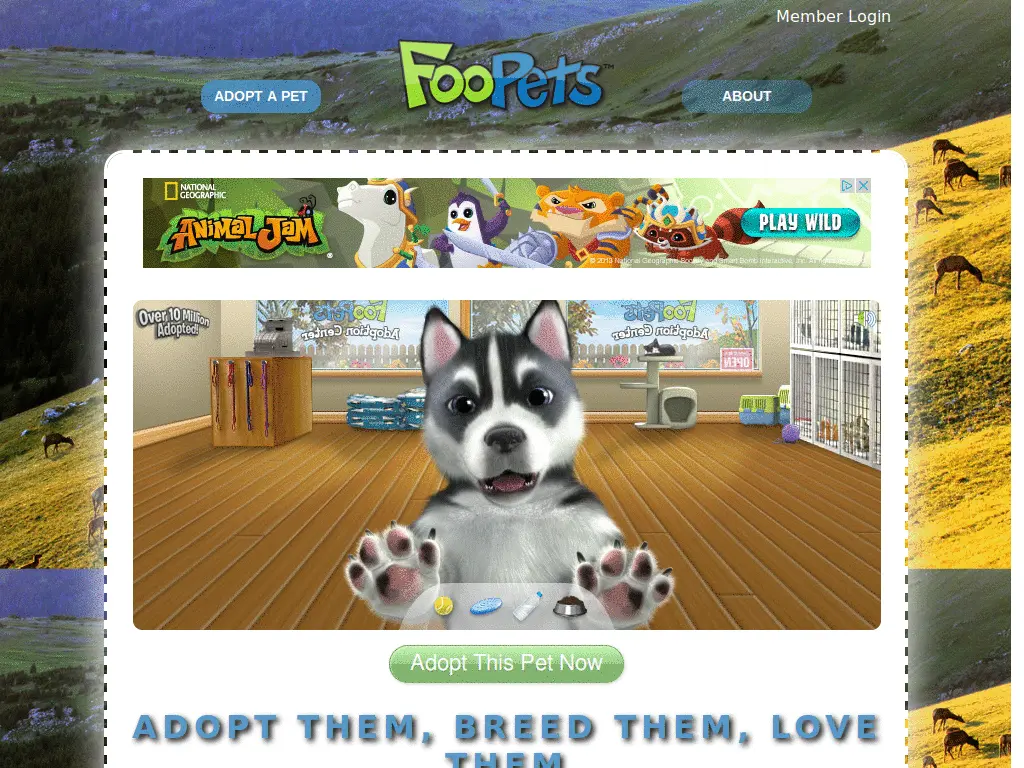 Member Login
FooPets™
ADOPT A PET
ABOUT
NATIONAL
GEOGRAPHIC
ANIMAL JAM
®
PLAY WILD
© 2019 National Geographic Society and Smart Bomb Interactive, Inc. All rights
Over 10 Million
Adopted!
FooPets
Adoption Center
FooPets
Adoption Center
OPEN
Adopt This Pet Now
ADOPT THEM, BREED THEM, LOVE
THEM